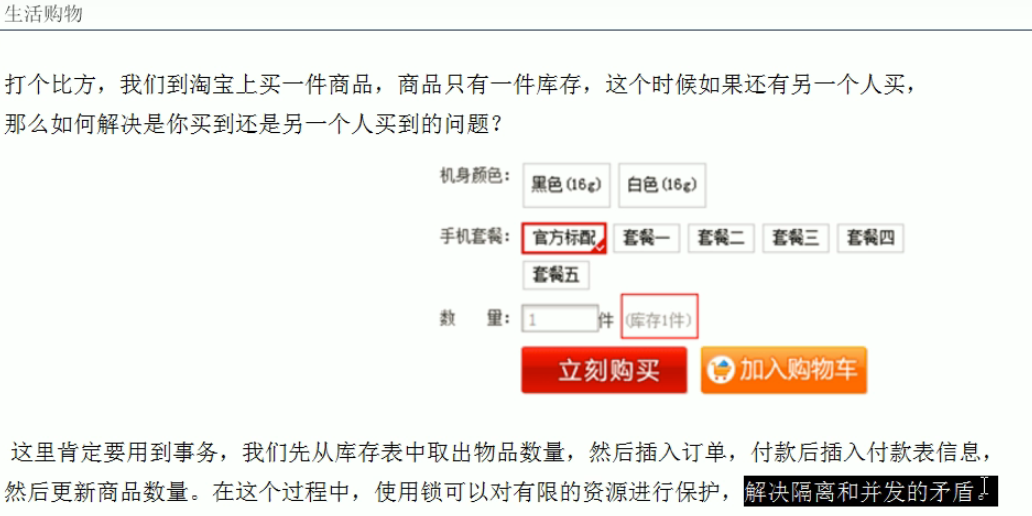 生活购物
打个比方，我们到淘宝上买一件商品，商品只有一件库存，这个时候如果还有另一个人买，
那么如何解决是你买到还是另一个人买到的问题？
机身颜色： 黑色(16g) 白色(16g)
手机套餐： 官方标配 套餐一 套餐二 套餐三 套餐四
套餐五
数 量： 1 件 (库存1件)
立刻购买 加入购物车
这里肯定要用到事务，我们先从库存表中取出物品数量，然后插入订单，付款后插入付款表信息，
然后更新商品数量。在这个过程中，使用锁可以对有限的资源进行保护，解决隔离和并发的矛盾。